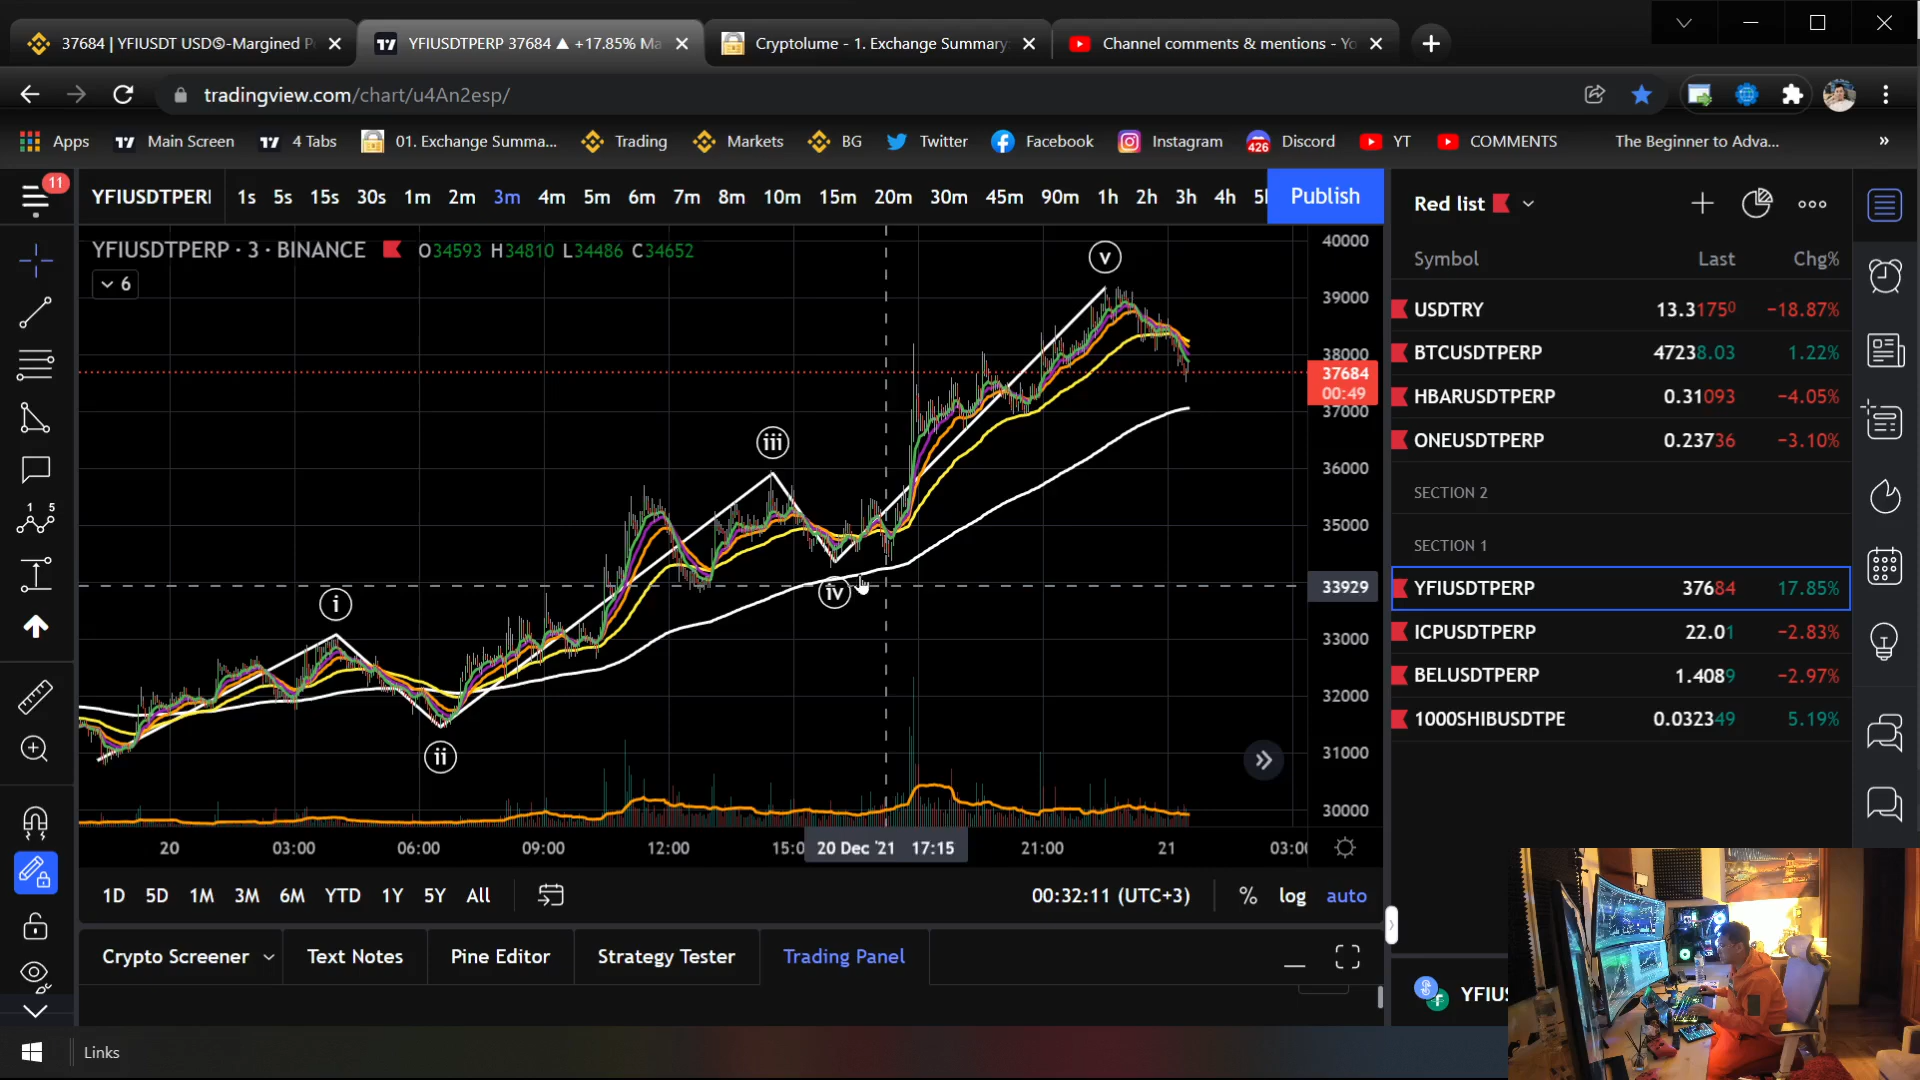 37684 | YFIUSDT USDⓈ-Margined P
YFIUSDTPERP 37684 ▲ +17.85% Ma
Cryptolume - 1. Exchange Summary:
Channel comments & mentions - Yo
tradingview.com/chart/u4An2esp/
Apps
Main Screen
4 Tabs
01. Exchange Summa...
Trading
Markets
BG
Twitter
Facebook
Instagram
426
Discord
YT
COMMENTS
The Beginner to Adva...
»
11
YFIUSDTPERI
1s 5s 15s 30s 1m 2m 3m 4m 5m 6m 7m 8m 10m 15m 20m 30m 45m 90m 1h 2h 3h 4h 5l
Publish
Red list
YFIUSDTPERP · 3 · BINANCE
O34593 H34810 L34486 C34652
6
Symbol Last Chg%
USDTRY 13.31750 −18.87%
BTCUSDTPERP 47238.03 1.22%
HBARUSDTPERP 0.31093 −4.05%
ONEUSDTPERP 0.23736 −3.10%
SECTION 2
SECTION 1
YFIUSDTPERP 37684 17.85%
ICPUSDTPERP 22.01 −2.83%
BELUSDTPERP 1.4089 −2.97%
1000SHIBUSDTPE 0.032349 5.19%
40000
39000
38000
37684
00:49
37000
36000
35000
33929
33000
32000
31000
30000
i
ii
iii
iv
v
1 5
20 03:00 06:00 09:00 12:00 15:0 20 Dec '21 17:15 21:00 21 03:00
1D 5D 1M 3M 6M YTD 1Y 5Y All
00:32:11 (UTC+3) % log auto
Crypto Screener
Text Notes
Pine Editor
Strategy Tester
Trading Panel
YFIUS
Links